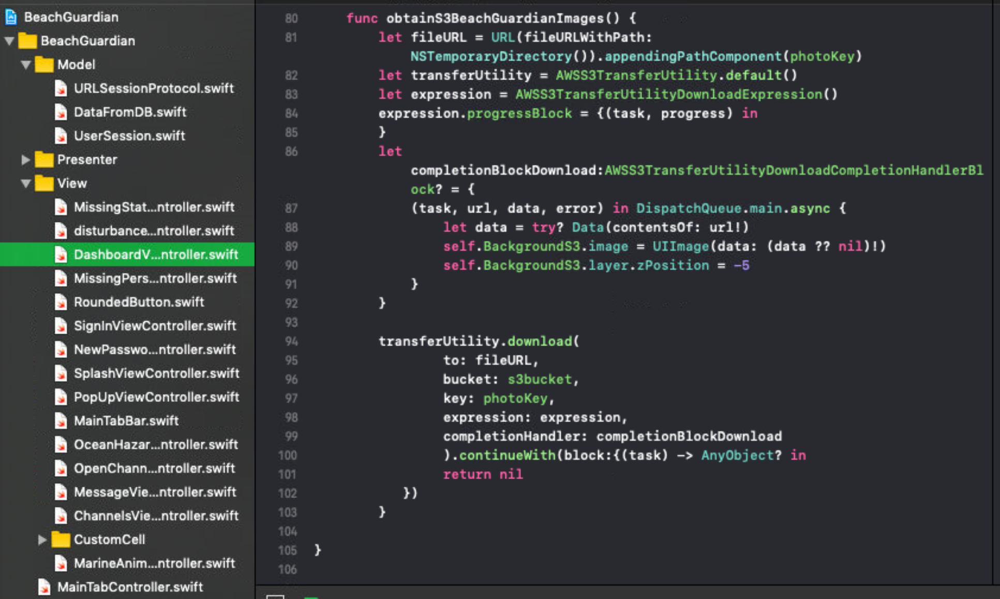 BeachGuardian
BeachGuardian
Model
URLSessionProtocol.swift
DataFromDB.swift
UserSession.swift
Presenter
View
MissingStat...ntroller.swift
disturbance...ntroller.swift
DashboardV...ntroller.swift
MissingPers...ntroller.swift
RoundedButton.swift
SignInViewController.swift
NewPasswo...ntroller.swift
SplashViewController.swift
PopUpViewController.swift
MainTabBar.swift
OceanHazar...ntroller.swift
OpenChann...ntroller.swift
MessageVie...ntroller.swift
ChannelsVie...ntroller.swift
CustomCell
MarineAnim...ntroller.swift
MainTabController.swift
80 func obtainS3BeachGuardianImages() {
81 let fileURL = URL(fileURLWithPath:
NSTemporaryDirectory()).appendingPathComponent(photoKey)
82 let transferUtility = AWSS3TransferUtility.default()
83 let expression = AWSS3TransferUtilityDownloadExpression()
84 expression.progressBlock = {(task, progress) in
85 }
86 let
completionBlockDownload:AWSS3TransferUtilityDownloadCompletionHandlerBl
ock? = {
87 (task, url, data, error) in DispatchQueue.main.async {
88 let data = try? Data(contentsOf: url!)
89 self.BackgroundS3.image = UIImage(data: (data ?? nil)!)
90 self.BackgroundS3.layer.zPosition = -5
91 }
92 }
93
94 transferUtility.download(
95 to: fileURL,
96 bucket: s3bucket,
97 key: photoKey,
98 expression: expression,
99 completionHandler: completionBlockDownload
100 ).continueWith(block:{(task) -> AnyObject? in
101 return nil
102 })
103 }
104
105 }
106